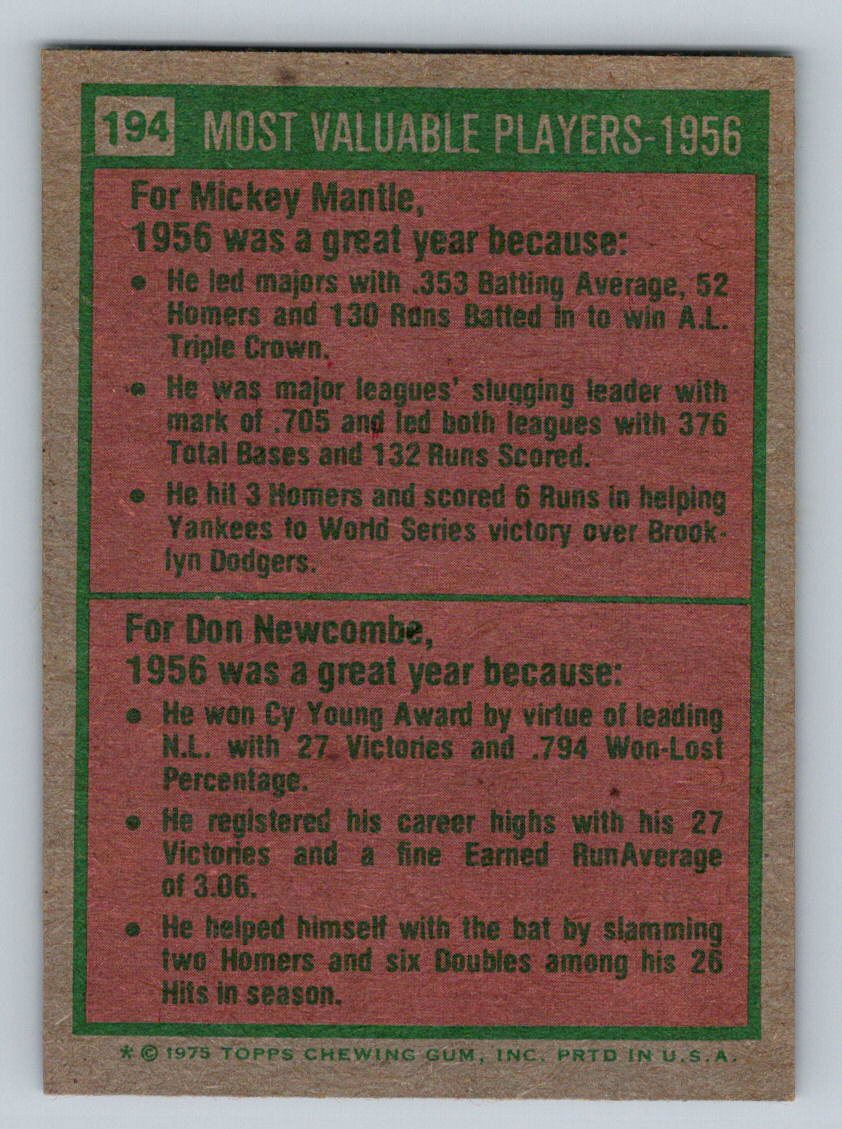 194 MOST VALUABLE PLAYERS-1956
For Mickey Mantle,
1956 was a great year because:
• He led majors with .353 Batting Average, 52
Homers and 130 Runs Batted In to win A.L.
Triple Crown.
• He was major leagues' slugging leader with
mark of .705 and led both leagues with 376
Total Bases and 132 Runs Scored.
• He hit 3 Homers and scored 6 Runs in helping
Yankees to World Series victory over Brook-
lyn Dodgers.
For Don Newcombe,
1956 was a great year because:
• He won Cy Young Award by virtue of leading
N.L. with 27 Victories and .794 Won-Lost
Percentage.
• He registered his career highs with his 27
Victories and a fine Earned RunAverage
of 3.06.
• He helped himself with the bat by slamming
two Homers and six Doubles among his 26
Hits in season.
* © 1975 TOPPS CHEWING GUM, INC. PRTD IN U.S.A.